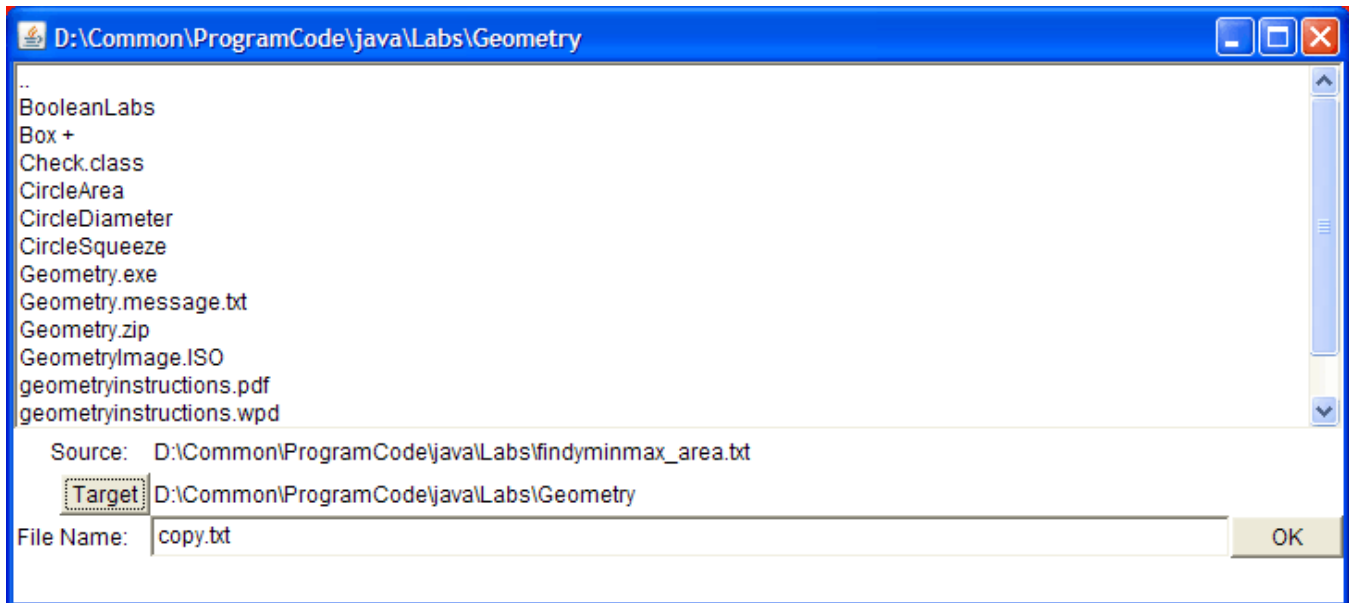 D:\Common\ProgramCode\java\Labs\Geometry
..
BooleanLabs
Box +
Check.class
CircleArea
CircleDiameter
CircleSqueeze
Geometry.exe
Geometry.message.txt
Geometry.zip
GeometryImage.ISO
geometryinstructions.pdf
geometryinstructions.wpd
Source: D:\Common\ProgramCode\java\Labs\findyminmax_area.txt
Target D:\Common\ProgramCode\java\Labs\Geometry
File Name: copy.txt OK